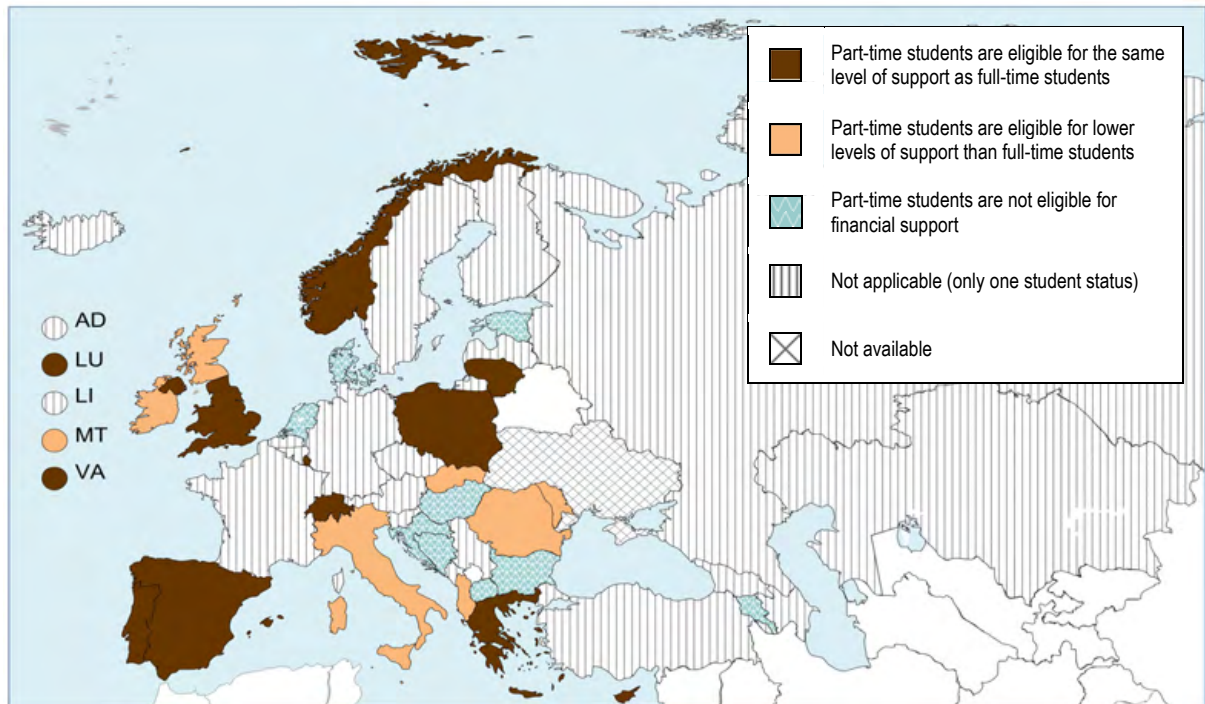 Part-time students are eligible for the same
level of support as full-time students
Part-time students are eligible for lower
levels of support than full-time students
Part-time students are not eligible for
financial support
Not applicable (only one student status)
Not available
AD
LU
LI
MT
VA